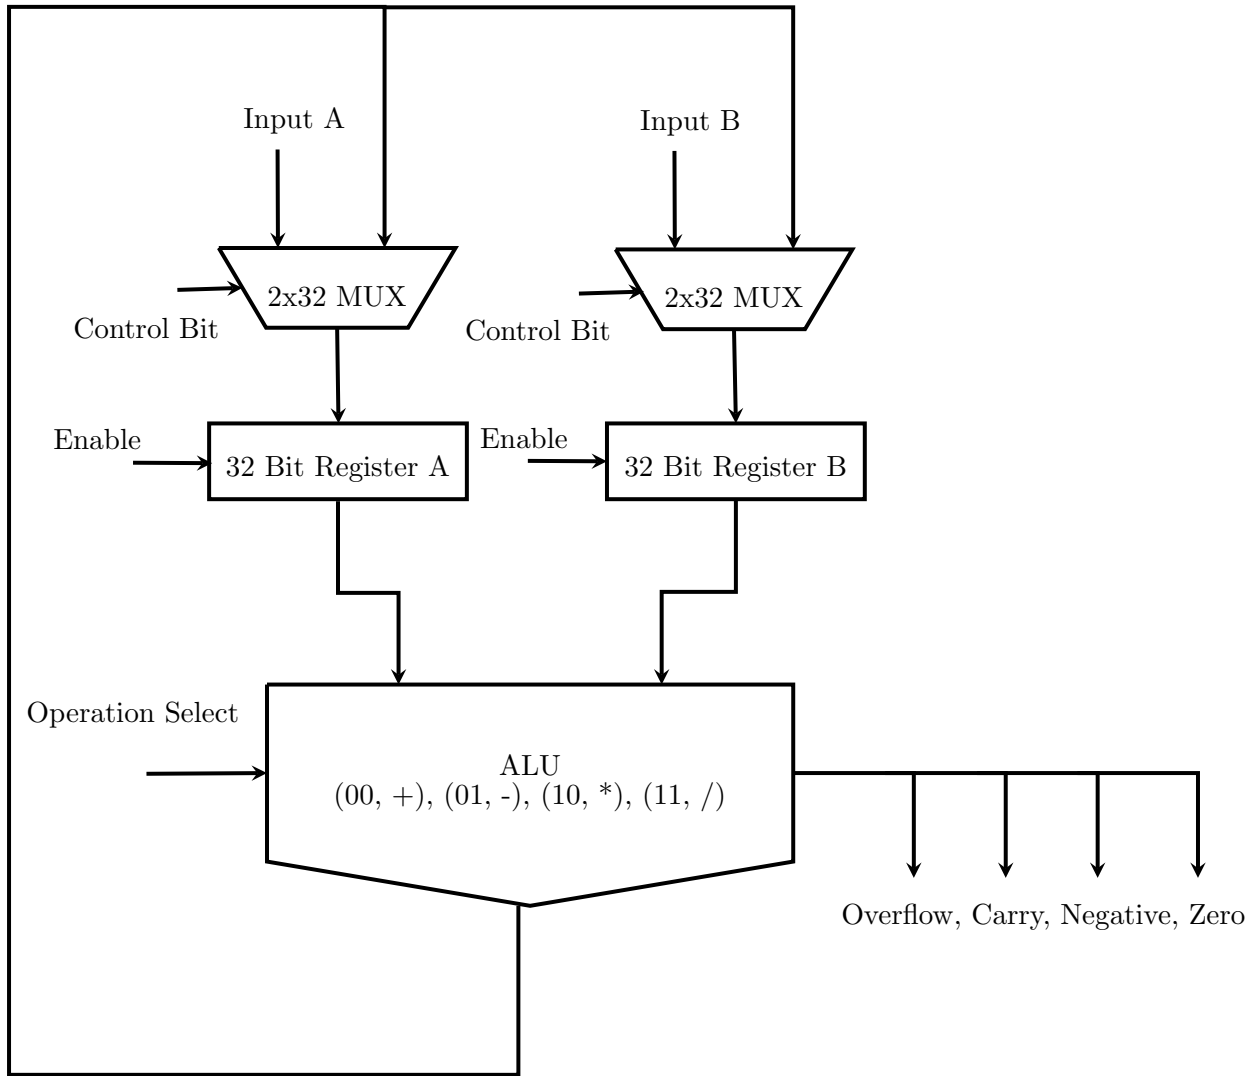 Input A
Input B
2x32 MUX
2x32 MUX
Control Bit
Control Bit
Enable
Enable
32 Bit Register A
32 Bit Register B
Operation Select
ALU
(00, +), (01, -), (10, *), (11, /)
Overflow, Carry, Negative, Zero